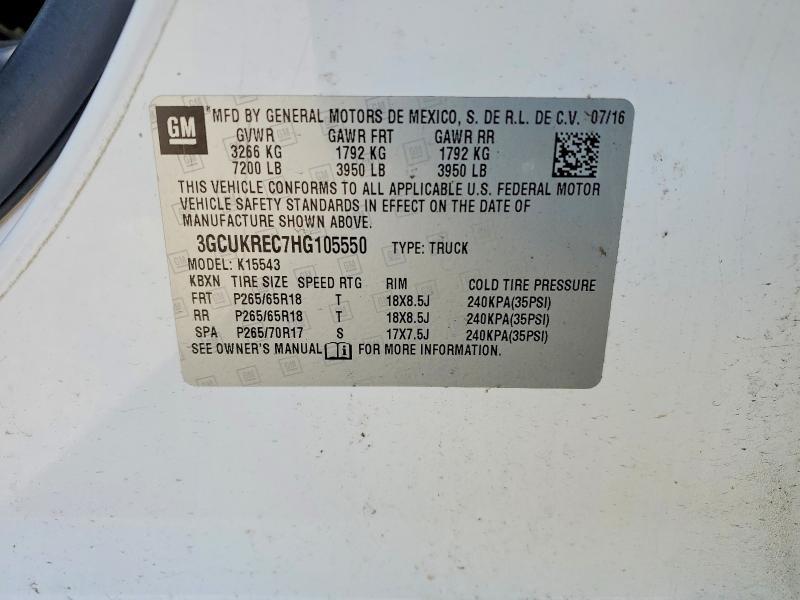 GM *MFD BY GENERAL MOTORS DE MEXICO, S. DE R.L. DE C.V. 07/16
GVWR GAWR FRT GAWR RR
3266 KG 1792 KG 1792 KG
7200 LB 3950 LB 3950 LB
THIS VEHICLE CONFORMS TO ALL APPLICABLE U.S. FEDERAL MOTOR
VEHICLE SAFETY STANDARDS IN EFFECT ON THE DATE OF
MANUFACTURE SHOWN ABOVE.
3GCUKREC7HG105550 TYPE: TRUCK
MODEL: K15543
KBXN TIRE SIZE SPEED RTG RIM COLD TIRE PRESSURE
FRT P265/65R18 T 18X8.5J 240KPA(35PSI)
RR P265/65R18 T 18X8.5J 240KPA(35PSI)
SPA P265/70R17 S 17X7.5J 240KPA(35PSI)
SEE OWNER'S MANUAL FOR MORE INFORMATION.